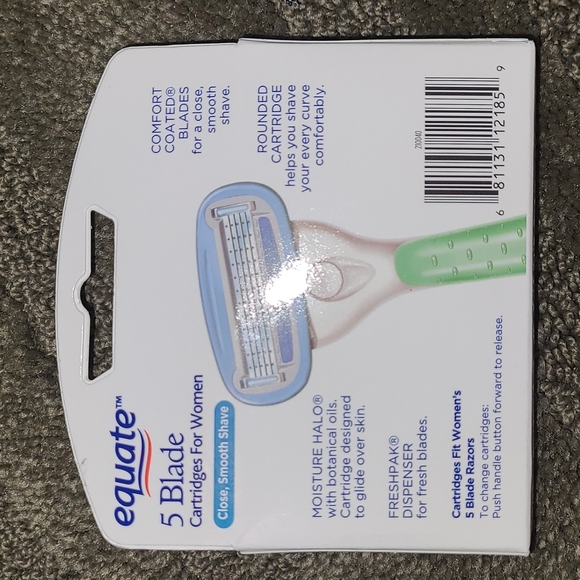 equate™
5 Blade
Cartridges For Women
Close, Smooth Shave
MOISTURE HALO®
with botanical oils.
Cartridge designed
to glide over skin.
FRESHPAK®
DISPENSER
for fresh blades.
Cartridges Fit Women's
5 Blade Razors
To change cartridges:
Push handle button forward to release.
COMFORT
COATED®
BLADES
for a close,
smooth
shave.
ROUNDED
CARTRIDGE
helps you shave
your every curve
comfortably.
Z10040
6 81131 12185 9